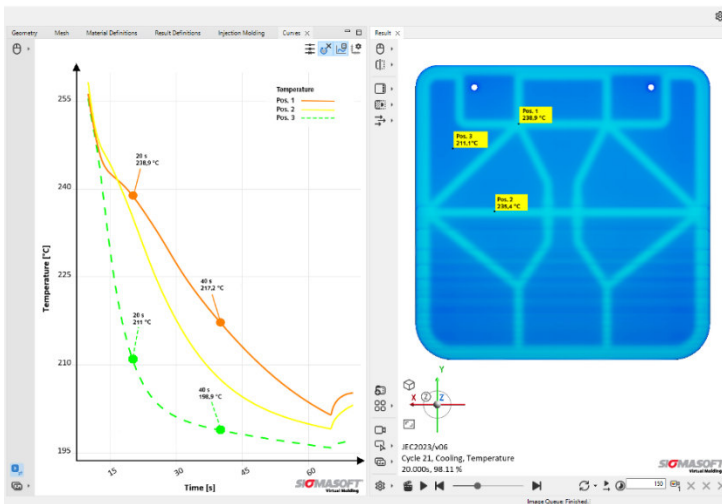 Geometry
Mesh
Material Definitions
Result Definitions
Injection Molding
Curves
Temperature
Pos. 1
Pos. 2
Pos. 3
255
240
225
210
195
Temperature [°C]
20 s
238,9 °C
40 s
217,2 °C
20 s
211 °C
40 s
198,9 °C
15
30
45
60
Time [s]
SIGMASOFT
Virtual Molding
Result
Pos. 1
238,9°C
Pos. 3
211,1°C
Pos. 2
235,4°C
Y
X
Z
JEC2023/v06
Cycle 21, Cooling, Temperature
20.000s, 98.11 %
SIGMASOFT
Virtual Molding
150
Image Queue Finished.